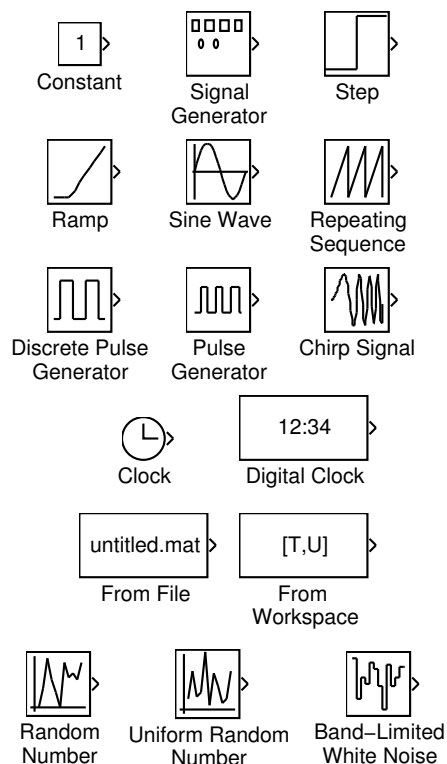 1
Constant
Signal
Generator
Step
Ramp
Sine Wave
Repeating
Sequence
Discrete Pulse
Generator
Pulse
Generator
Chirp Signal
Clock
12:34
Digital Clock
untitled.mat
From File
[T,U]
From
Workspace
Random
Number
Uniform Random
Number
Band−Limited
White Noise